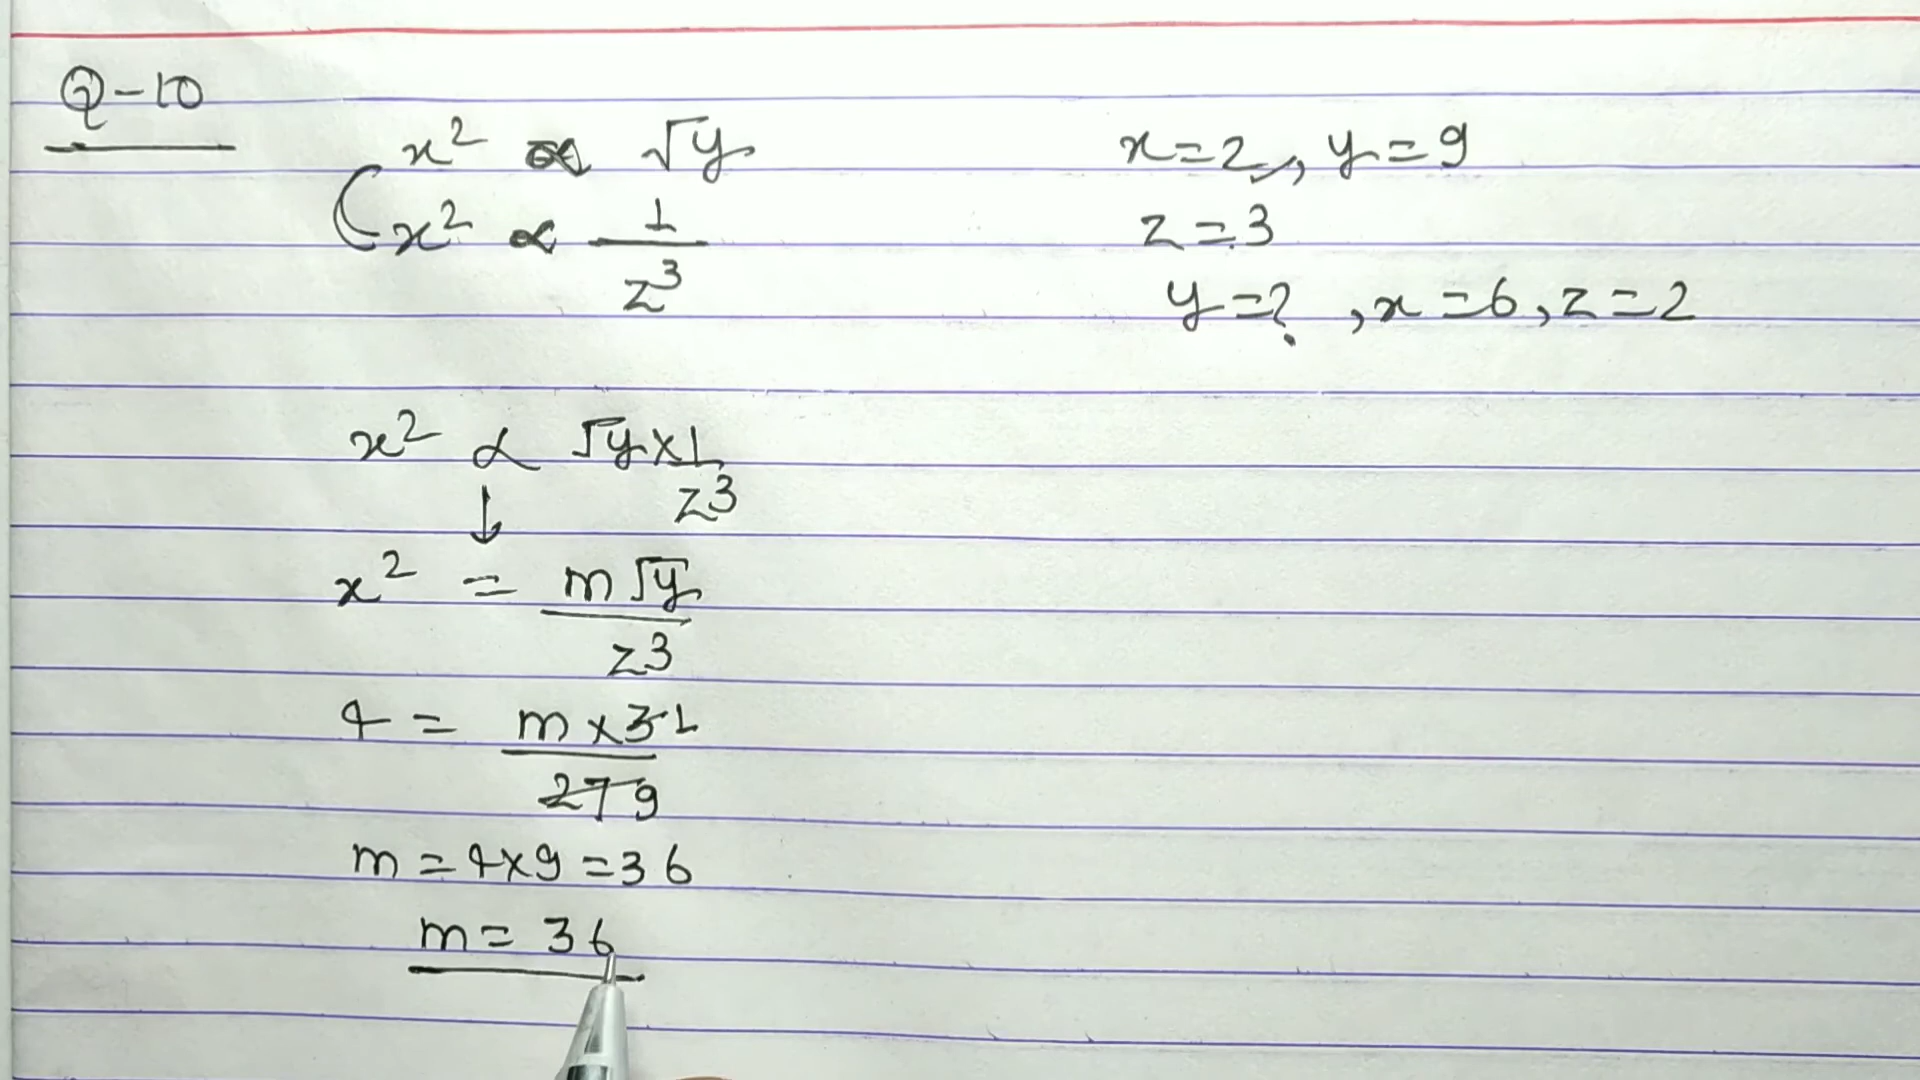 Q-10
x² ∝ √y
x² ∝ 1/z³
x=2, y=9
z=3
y=?, x=6, z=2
x² ∝ √y×1/z³
↓
x² = m√y/z³
4 = m×3 1/27 9
m=4×9=36
m=36